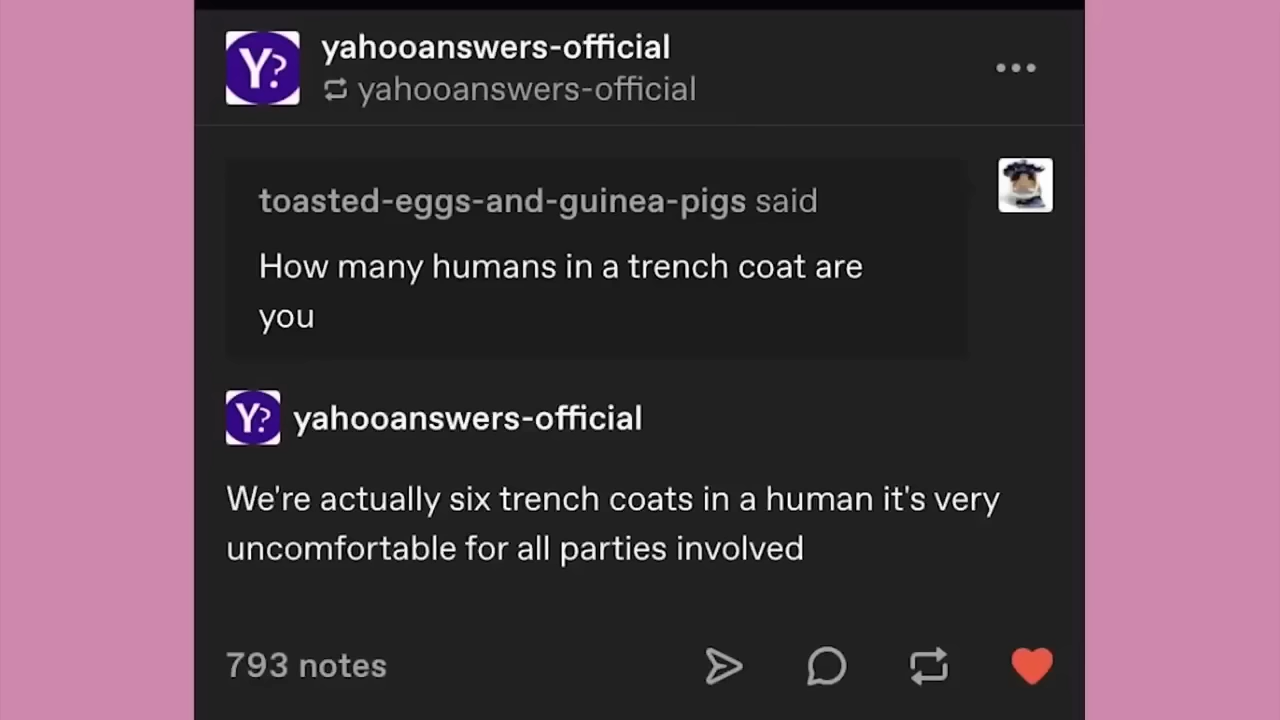 Y?
yahooanswers-official
yahooanswers-official
toasted-eggs-and-guinea-pigs said
How many humans in a trench coat are
you
Y?
yahooanswers-official
We're actually six trench coats in a human it's very
uncomfortable for all parties involved
793 notes